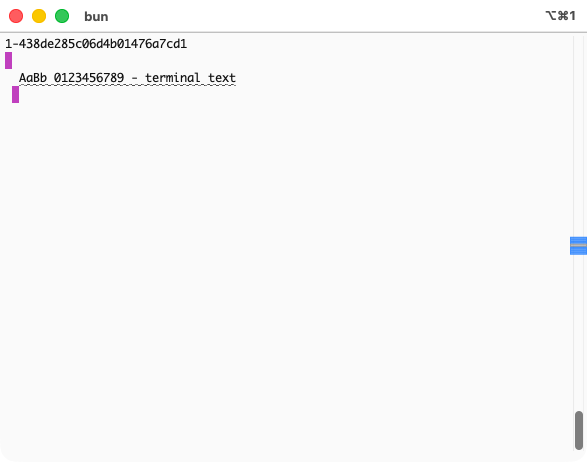 bun
⌥⌘1
1-438de285c06d4b01476a7cd1
AaBb 0123456789 - terminal text